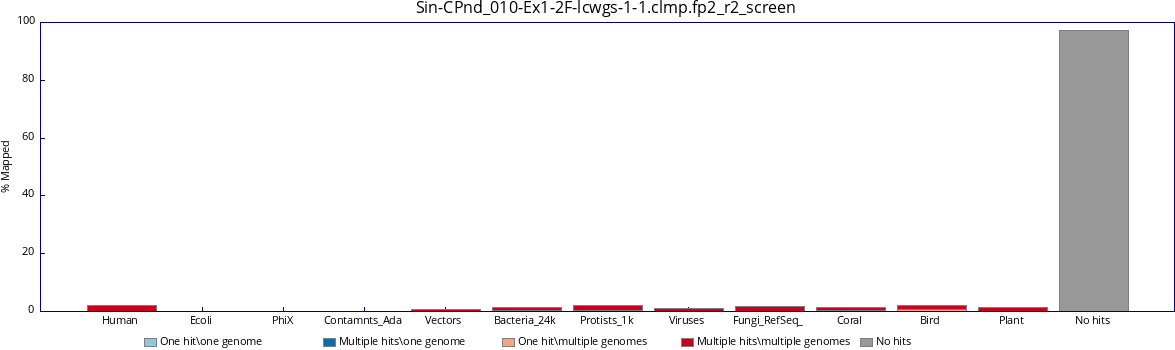 Sin-CPnd_010-Ex1-2F-lcwgs-1-1.clmp.fp2_r2_screen
100
80
60
40
20
0
% Mapped
Human Ecoli PhiX Contamnts_Ada Vectors Bacteria_24k Protists_1k Viruses Fungi_RefSeq_ Coral Bird Plant No hits
One hit\one genome Multiple hits\one genome One hit\multiple genomes Multiple hits\multiple genomes No hits